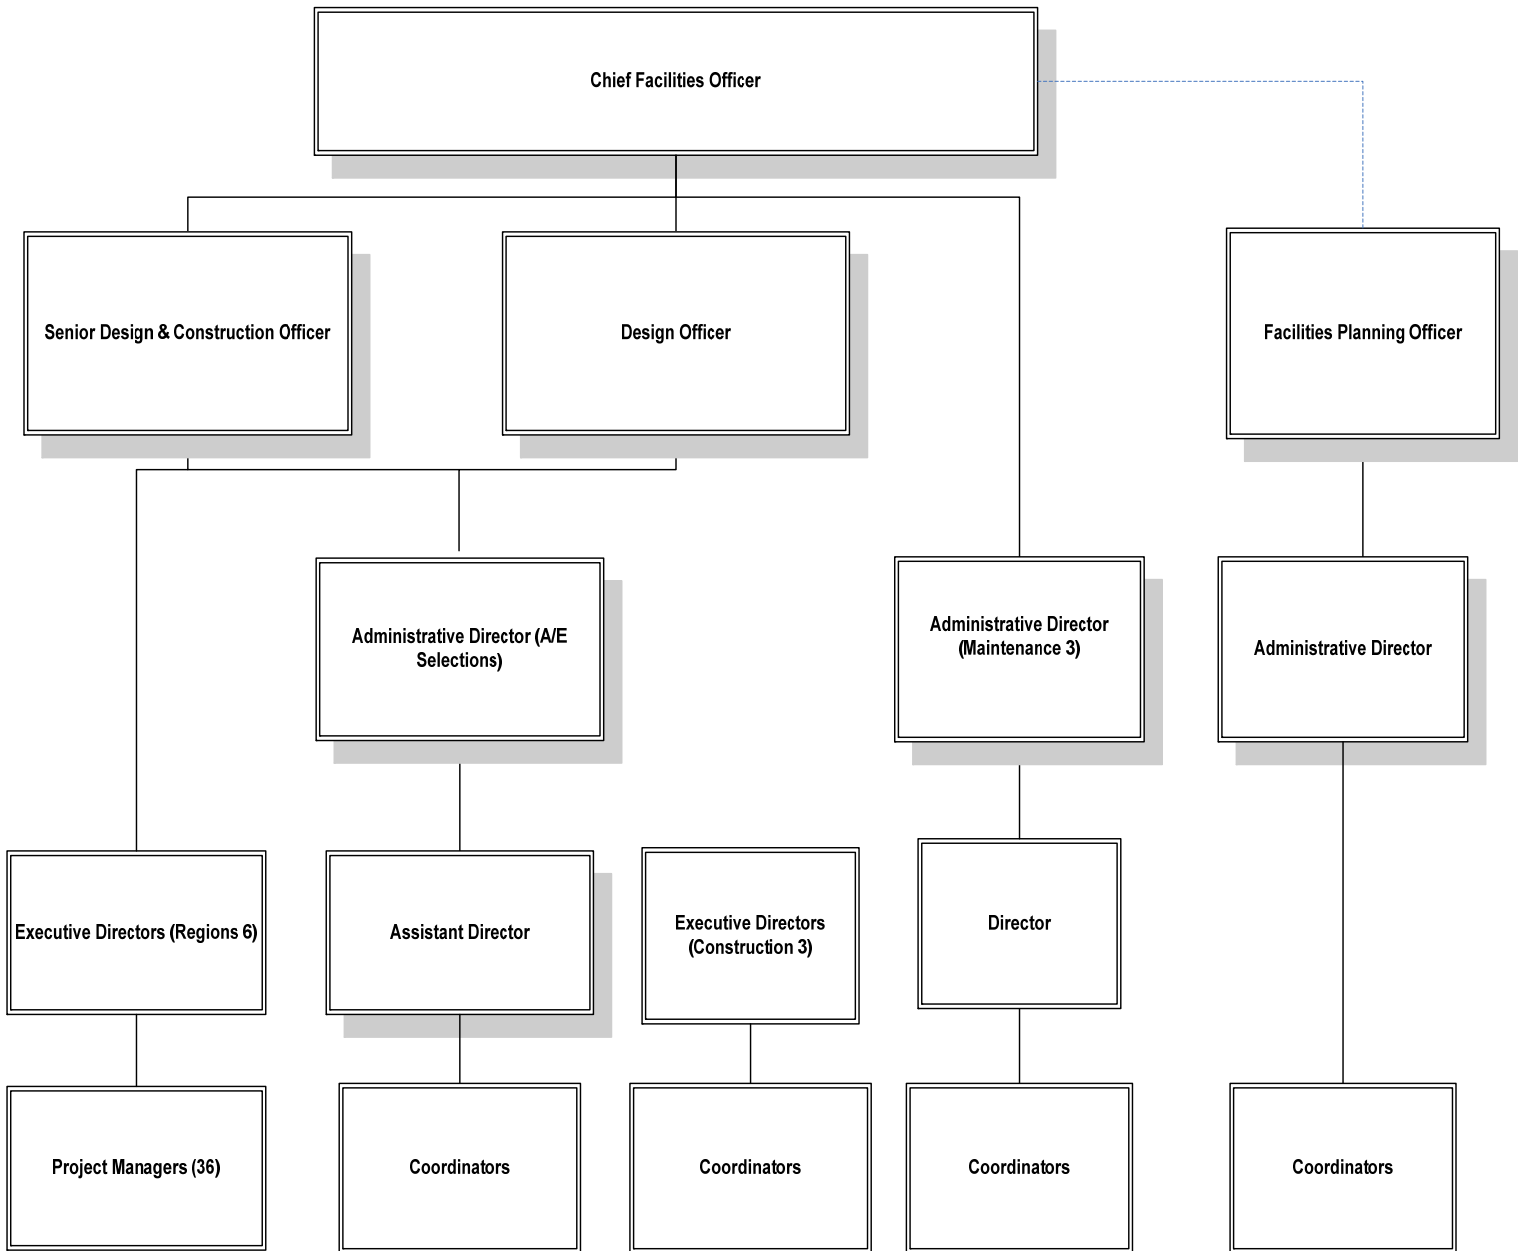 Chief Facilities Officer
Senior Design & Construction Officer
Design Officer
Facilities Planning Officer
Administrative Director (A/E
Selections)
Administrative Director
(Maintenance 3)
Administrative Director
Executive Directors (Regions 6)
Assistant Director
Executive Directors
(Construction 3)
Director
Project Managers (36)
Coordinators
Coordinators
Coordinators
Coordinators